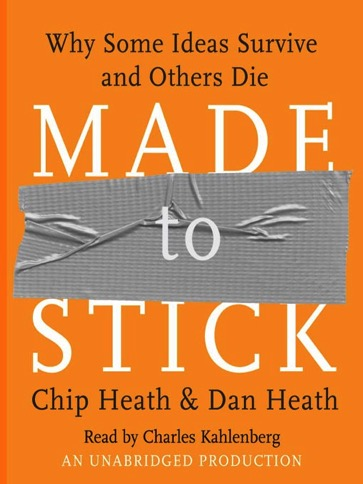 Why Some Ideas Survive
and Others Die
MADE
to
STICK
Chip Heath & Dan Heath
Read by Charles Kahlenberg
AN UNABRIDGED PRODUCTION